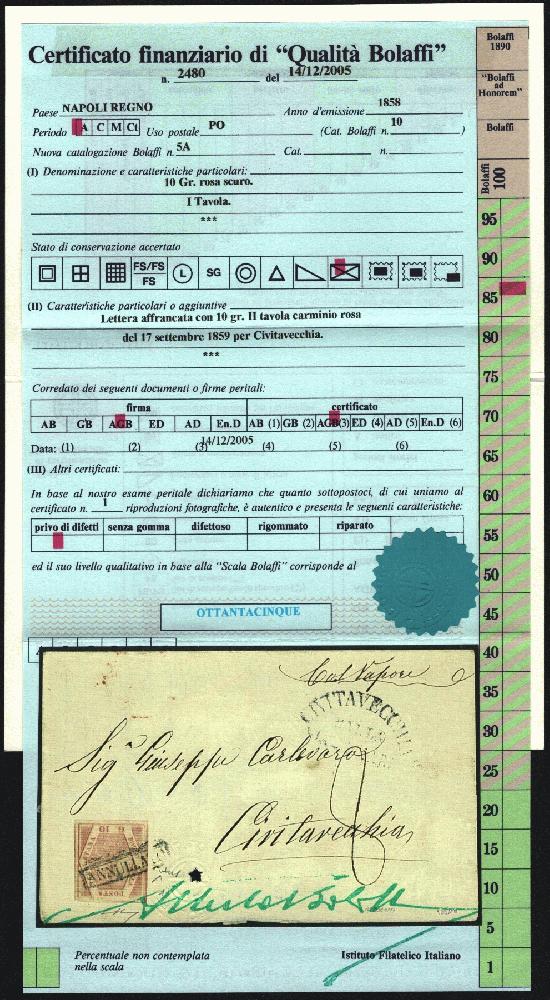 Certificato finanziario di “Qualità Bolaffi”
n. 2480 del 14/12/2005
Paese NAPOLI REGNO Anno d'emissione 1858
Periodo A C M Ct Uso postale PO (Cat. Bolaffi n. 10 )
Nuova catalogazione Bolaffi n. 5A Cat. n.
(I) Denominazione e caratteristiche particolari:
10 Gr. rosa scuro.
I Tavola.
***
Stato di conservazione accertato
FS/FS
FS
L
SG
(II) Caratteristiche particolari o aggiuntive
Lettera affrancata con 10 gr. II tavola carminio rosa
del 17 settembre 1859 per Civitavecchia.
***
Corredato dei seguenti documenti o firme peritali:
firma certificato
AB GB AGB ED AD En.D AB (1) GB (2) AGB(3) ED (4) AD (5) En.D (6)
14/12/2005
Data: (1) (2) (3) (4) (5) (6)
(III) Altri certificati:
In base al nostro esame peritale dichiariamo che quanto sottopostoci, di cui uniamo al
certificato n. 1 riproduzioni fotografiche, è autentico e presenta le seguenti caratteristiche:
privo di difetti senza gomma difettoso rigommato riparato
ed il suo livello qualitativo in base alla “Scala Bolaffi” corrisponde al
OTTANTACINQUE
Col Vapore
CIVITAVECCHIA
Sigr Giuseppe
Civitavecchia
G. 10
POSTA
ANNULLATO
Percentuale non contemplata
nella scala
Istituto Filatelico Italiano
Bolaffi
1890
“Bolaffi
ad
Honorem”
Bolaffi
Bolaffi
100
95
90
85
80
75
70
65
60
55
50
45
40
35
30
25
20
15
10
5
1